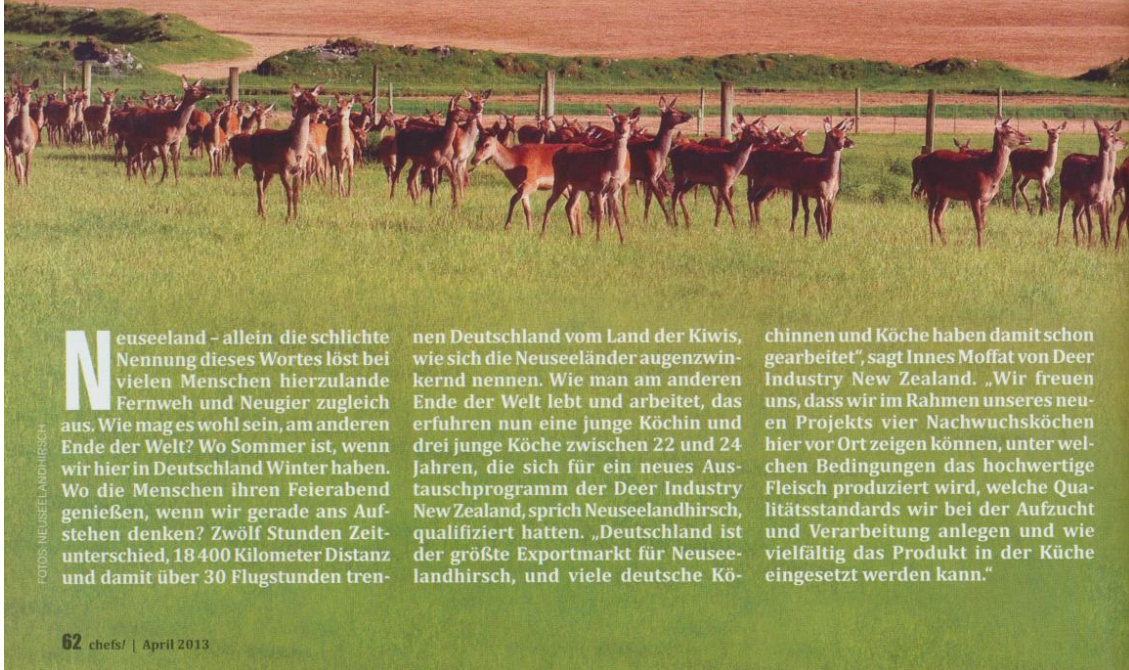 Neuseeland – allein die schlichte
Nennung dieses Wortes löst bei
vielen Menschen hierzulande
Fernweh und Neugier zugleich
aus. Wie mag es wohl sein, am anderen
Ende der Welt? Wo Sommer ist, wenn
wir hier in Deutschland Winter haben.
Wo die Menschen ihren Feierabend
genießen, wenn wir gerade ans Auf-
stehen denken? Zwölf Stunden Zeit-
unterschied, 18 400 Kilometer Distanz
und damit über 30 Flugstunden tren-
nen Deutschland vom Land der Kiwis,
wie sich die Neuseeländer augenzwin-
kernd nennen. Wie man am anderen
Ende der Welt lebt und arbeitet, das
erfuhren nun eine junge Köchin und
drei junge Köche zwischen 22 und 24
Jahren, die sich für ein neues Aus-
tauschprogramm der Deer Industry
New Zealand, sprich Neuseelandhirsch,
qualifiziert hatten. „Deutschland ist
der größte Exportmarkt für Neusee-
landhirsch, und viele deutsche Kö-
chinnen und Köche haben damit schon
gearbeitet“, sagt Innes Moffat von Deer
Industry New Zealand. „Wir freuen
uns, dass wir im Rahmen unseres neu-
en Projekts vier Nachwuchsköchen
hier vor Ort zeigen können, unter wel-
chen Bedingungen das hochwertige
Fleisch produziert wird, welche Qua-
litätsstandards wir bei der Aufzucht
und Verarbeitung anlegen und wie
vielfältig das Produkt in der Küche
eingesetzt werden kann.“
FOTOS: NEUSEELANDHIRSCH
62 chefs! | April 2013